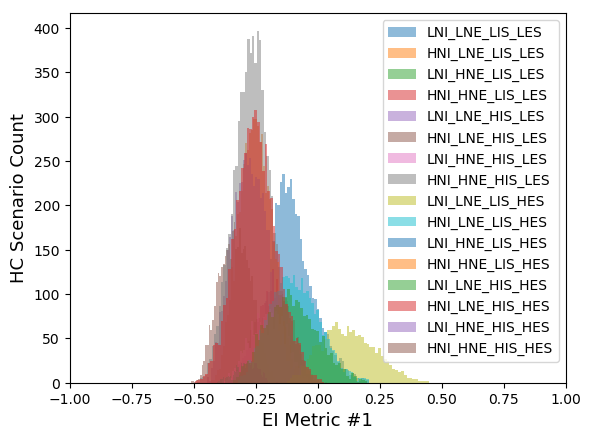 400
350
300
250
200
150
100
50
0
HC Scenario Count
−1.00 −0.75 −0.50 −0.25 0.00 0.25 0.50 0.75 1.00
EI Metric #1
LNI_LNE_LIS_LES
HNI_LNE_LIS_LES
LNI_HNE_LIS_LES
HNI_HNE_LIS_LES
LNI_LNE_HIS_LES
HNI_LNE_HIS_LES
LNI_HNE_HIS_LES
HNI_HNE_HIS_LES
LNI_LNE_LIS_HES
HNI_LNE_LIS_HES
LNI_HNE_LIS_HES
HNI_HNE_LIS_HES
LNI_LNE_HIS_HES
HNI_LNE_HIS_HES
LNI_HNE_HIS_HES
HNI_HNE_HIS_HES